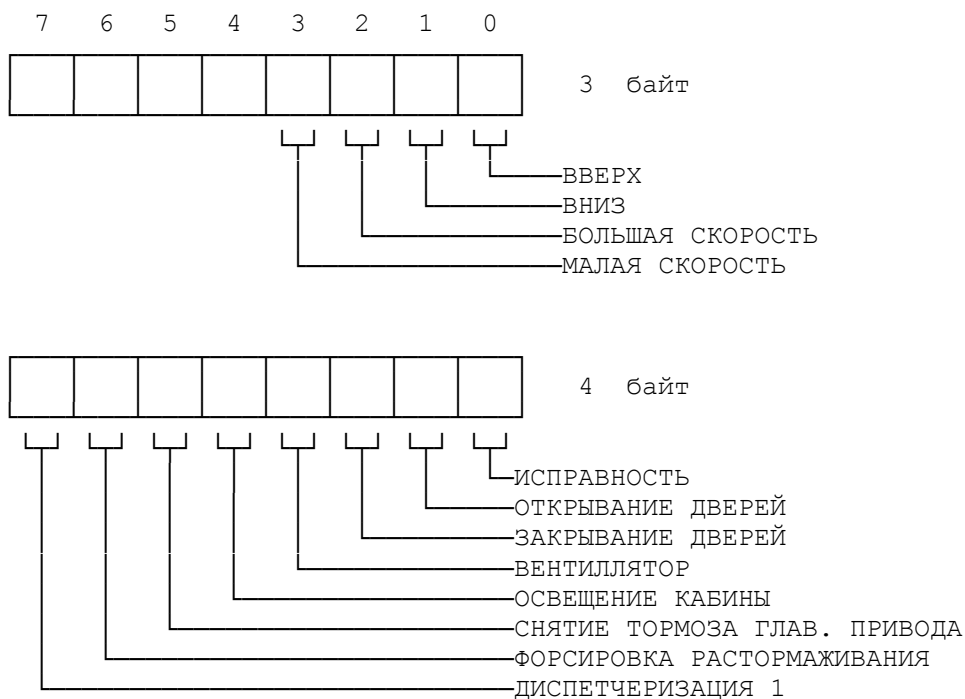 7 6 5 4 3 2 1 0
3 байт
ВВЕРХ
ВНИЗ
БОЛЬШАЯ СКОРОСТЬ
МАЛАЯ СКОРОСТЬ
4 байт
ИСПРАВНОСТЬ
ОТКРЫВАНИЕ ДВЕРЕЙ
ЗАКРЫВАНИЕ ДВЕРЕЙ
ВЕНТИЛЛЯТОР
ОСВЕЩЕНИЕ КАБИНЫ
СНЯТИЕ ТОРМОЗА ГЛАВ. ПРИВОДА
ФОРСИРОВКА РАСТОРМАЖИВАНИЯ
ДИСПЕТЧЕРИЗАЦИЯ 1